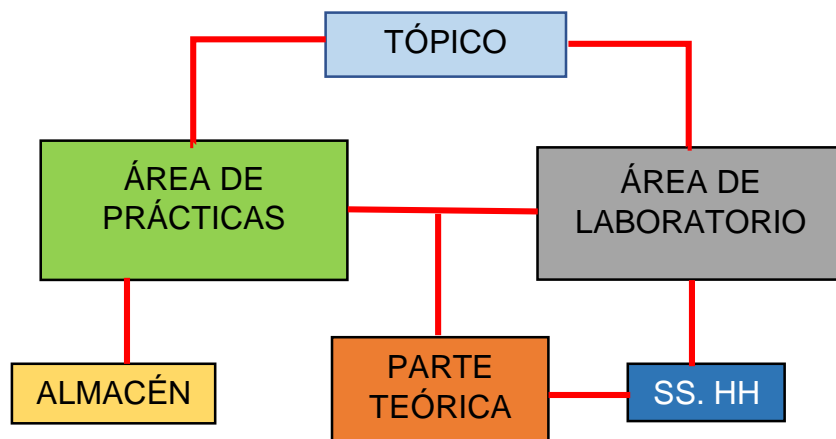 TÓPICO
ÁREA DE
PRÁCTICAS
ÁREA DE
LABORATORIO
ALMACÉN
PARTE
TEÓRICA
SS. HH